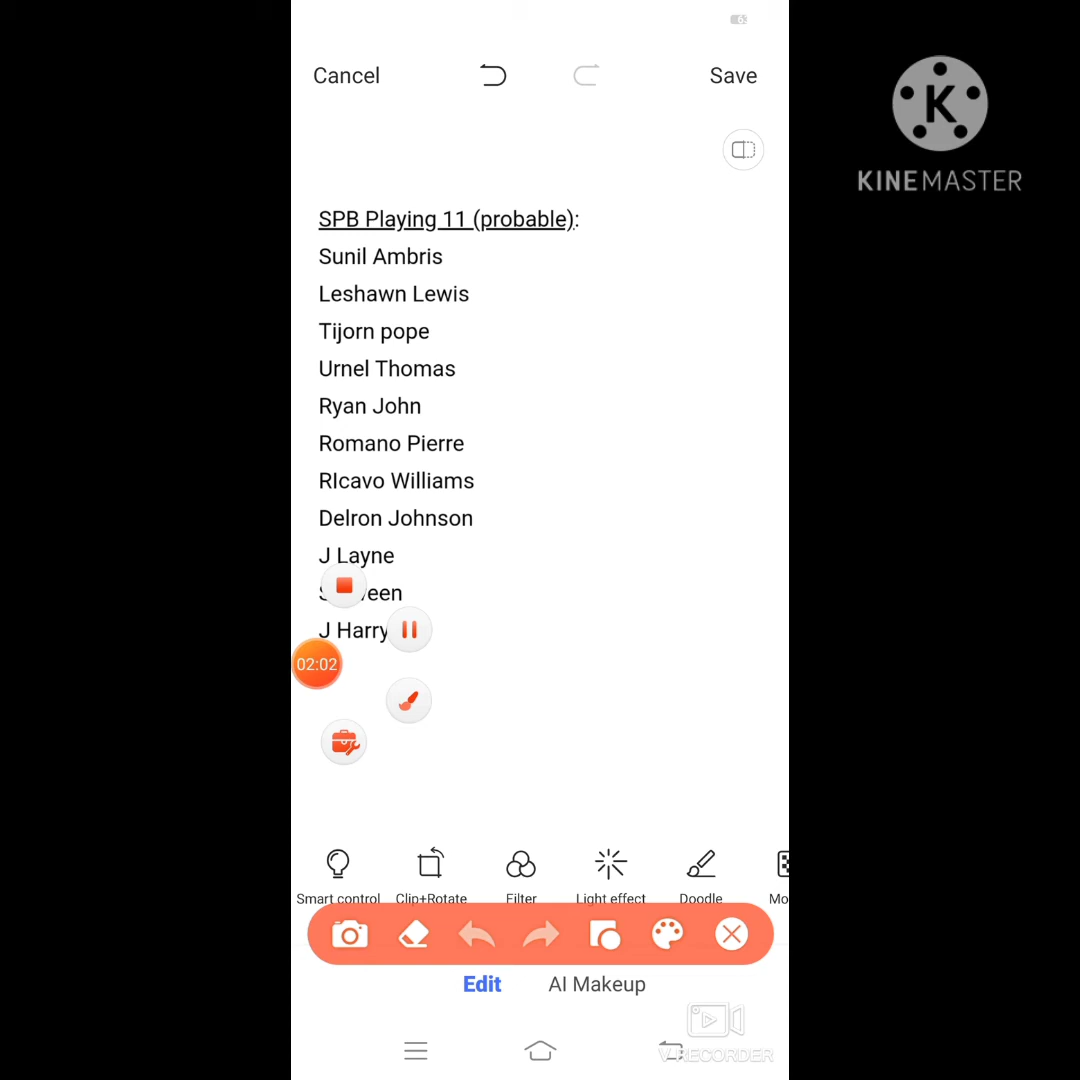 63
Cancel
Save
KINEMASTER
SPB Playing 11 (probable):
Sunil Ambris
Leshawn Lewis
Tijorn pope
Urnel Thomas
Ryan John
Romano Pierre
RIcavo Williams
Delron Johnson
J Layne
J Harry
02:02
Smart control Clip+Rotate Filter Light effect Doodle Mo
Edit AI Makeup
V RECORDER